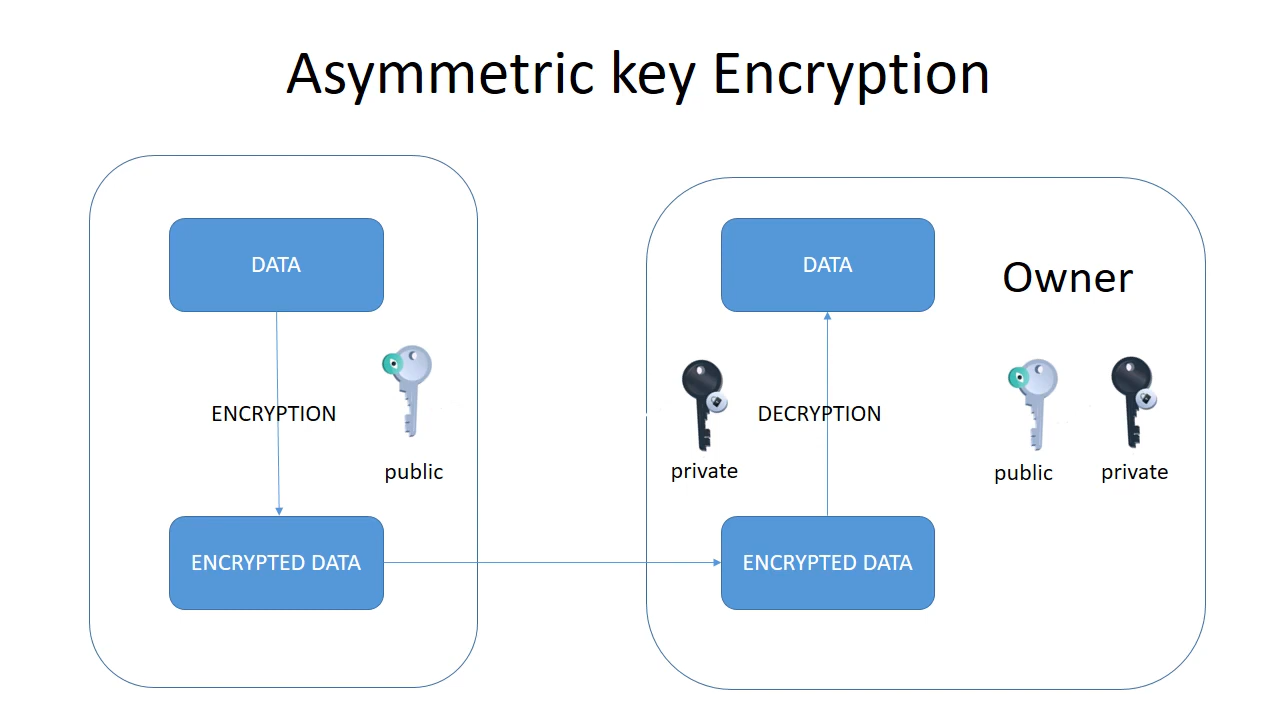 Asymmetric key Encryption
DATA
ENCRYPTION
public
ENCRYPTED DATA
DATA
Owner
private
DECRYPTION
public
private
ENCRYPTED DATA